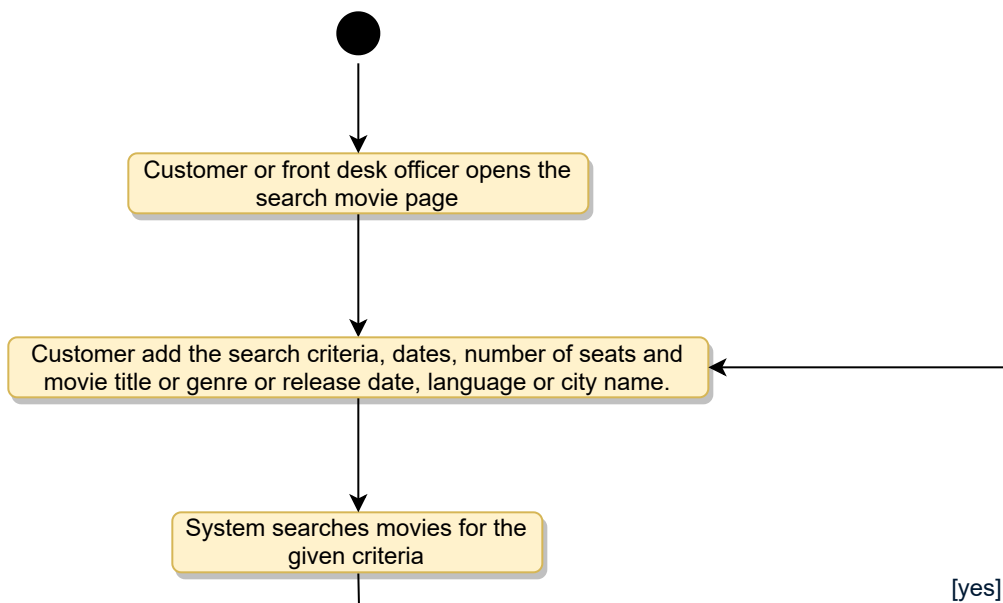 Customer or front desk officer opens the
search movie page
Customer add the search criteria, dates, number of seats and
movie title or genre or release date, language or city name.
System searches movies for the
given criteria
[yes]